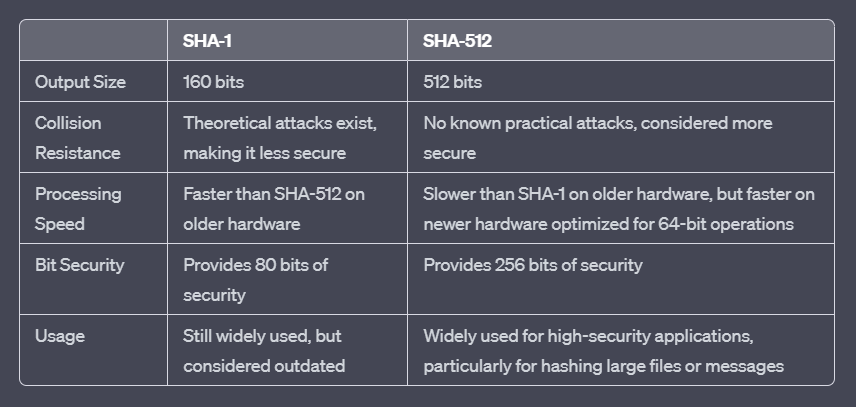 SHA-1 SHA-512
Output Size 160 bits 512 bits
Collision Theoretical attacks exist, No known practical attacks, considered more
Resistance making it less secure secure
Processing Faster than SHA-512 on Slower than SHA-1 on older hardware, but faster on
Speed older hardware newer hardware optimized for 64-bit operations
Bit Security Provides 80 bits of Provides 256 bits of security
security
Usage Still widely used, but Widely used for high-security applications,
considered outdated particularly for hashing large files or messages